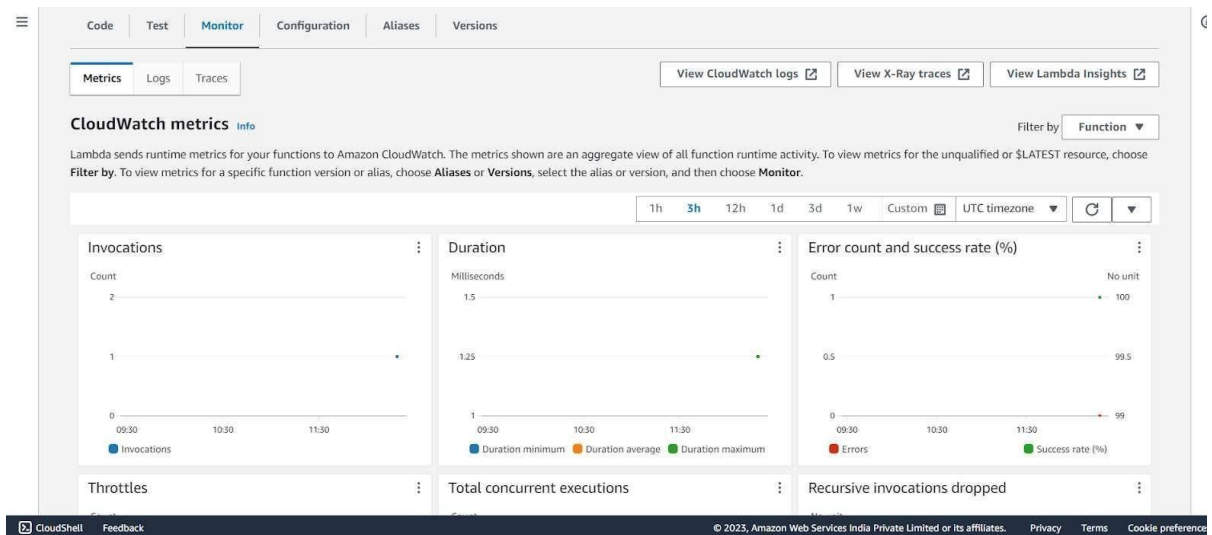 Code Test Monitor Configuration Aliases Versions
Metrics Logs Traces View CloudWatch logs View X-Ray traces View Lambda Insights
CloudWatch metrics Info Filter by Function
Lambda sends runtime metrics for your functions to Amazon CloudWatch. The metrics shown are an aggregate view of all function runtime activity. To view metrics for the unqualified or $LATEST resource, choose
Filter by. To view metrics for a specific function version or alias, choose Aliases or Versions, select the alias or version, and then choose Monitor.
1h 3h 12h 1d 3d 1w Custom UTC timezone
Invocations
Count
2
1
0
09:30 10:30 11:30
Invocations
Duration
Milliseconds
1.5
1.25
1
09:30 10:30 11:30
Duration minimum Duration average Duration maximum
Error count and success rate (%)
Count No unit
1 100
0.5 99.5
0 99
09:30 10:30 11:30
Errors Success rate (%)
Throttles Total concurrent executions Recursive invocations dropped
CloudShell Feedback © 2023, Amazon Web Services India Private Limited or its affiliates. Privacy Terms Cookie preference